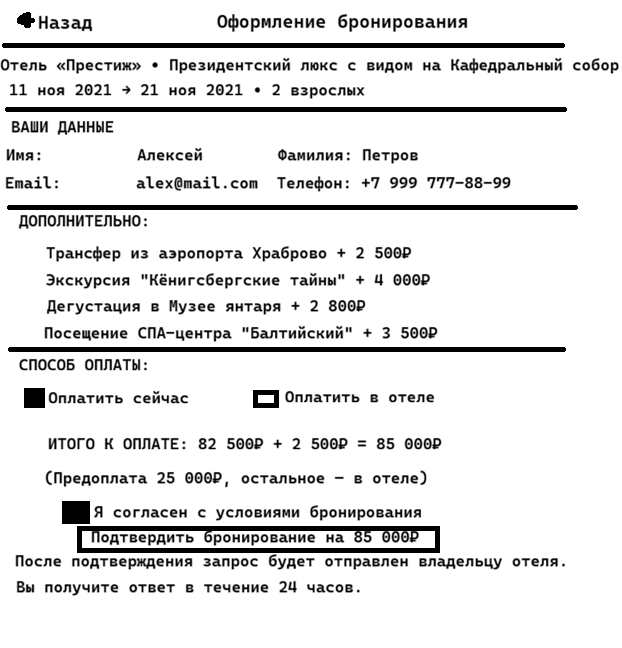 Назад Оформление бронирования
Отель «Престиж» • Президентский люкс с видом на Кафедральный собор
11 ноя 2021 → 21 ноя 2021 • 2 взрослых
ВАШИ ДАННЫЕ
Имя: Алексей Фамилия: Петров
Email: alex@mail.com Телефон: +7 999 777-88-99
ДОПОЛНИТЕЛЬНО:
Трансфер из аэропорта Храброво + 2 500₽
Экскурсия "Кёнигсбергские тайны" + 4 000₽
Дегустация в Музее янтаря + 2 800₽
Посещение СПА-центра "Балтийский" + 3 500₽
СПОСОБ ОПЛАТЫ:
Оплатить сейчас Оплатить в отеле
ИТОГО К ОПЛАТЕ: 82 500₽ + 2 500₽ = 85 000₽
(Предоплата 25 000₽, остальное — в отеле)
Я согласен с условиями бронирования
Подтвердить бронирование на 85 000₽
После подтверждения запрос будет отправлен владельцу отеля.
Вы получите ответ в течение 24 часов.